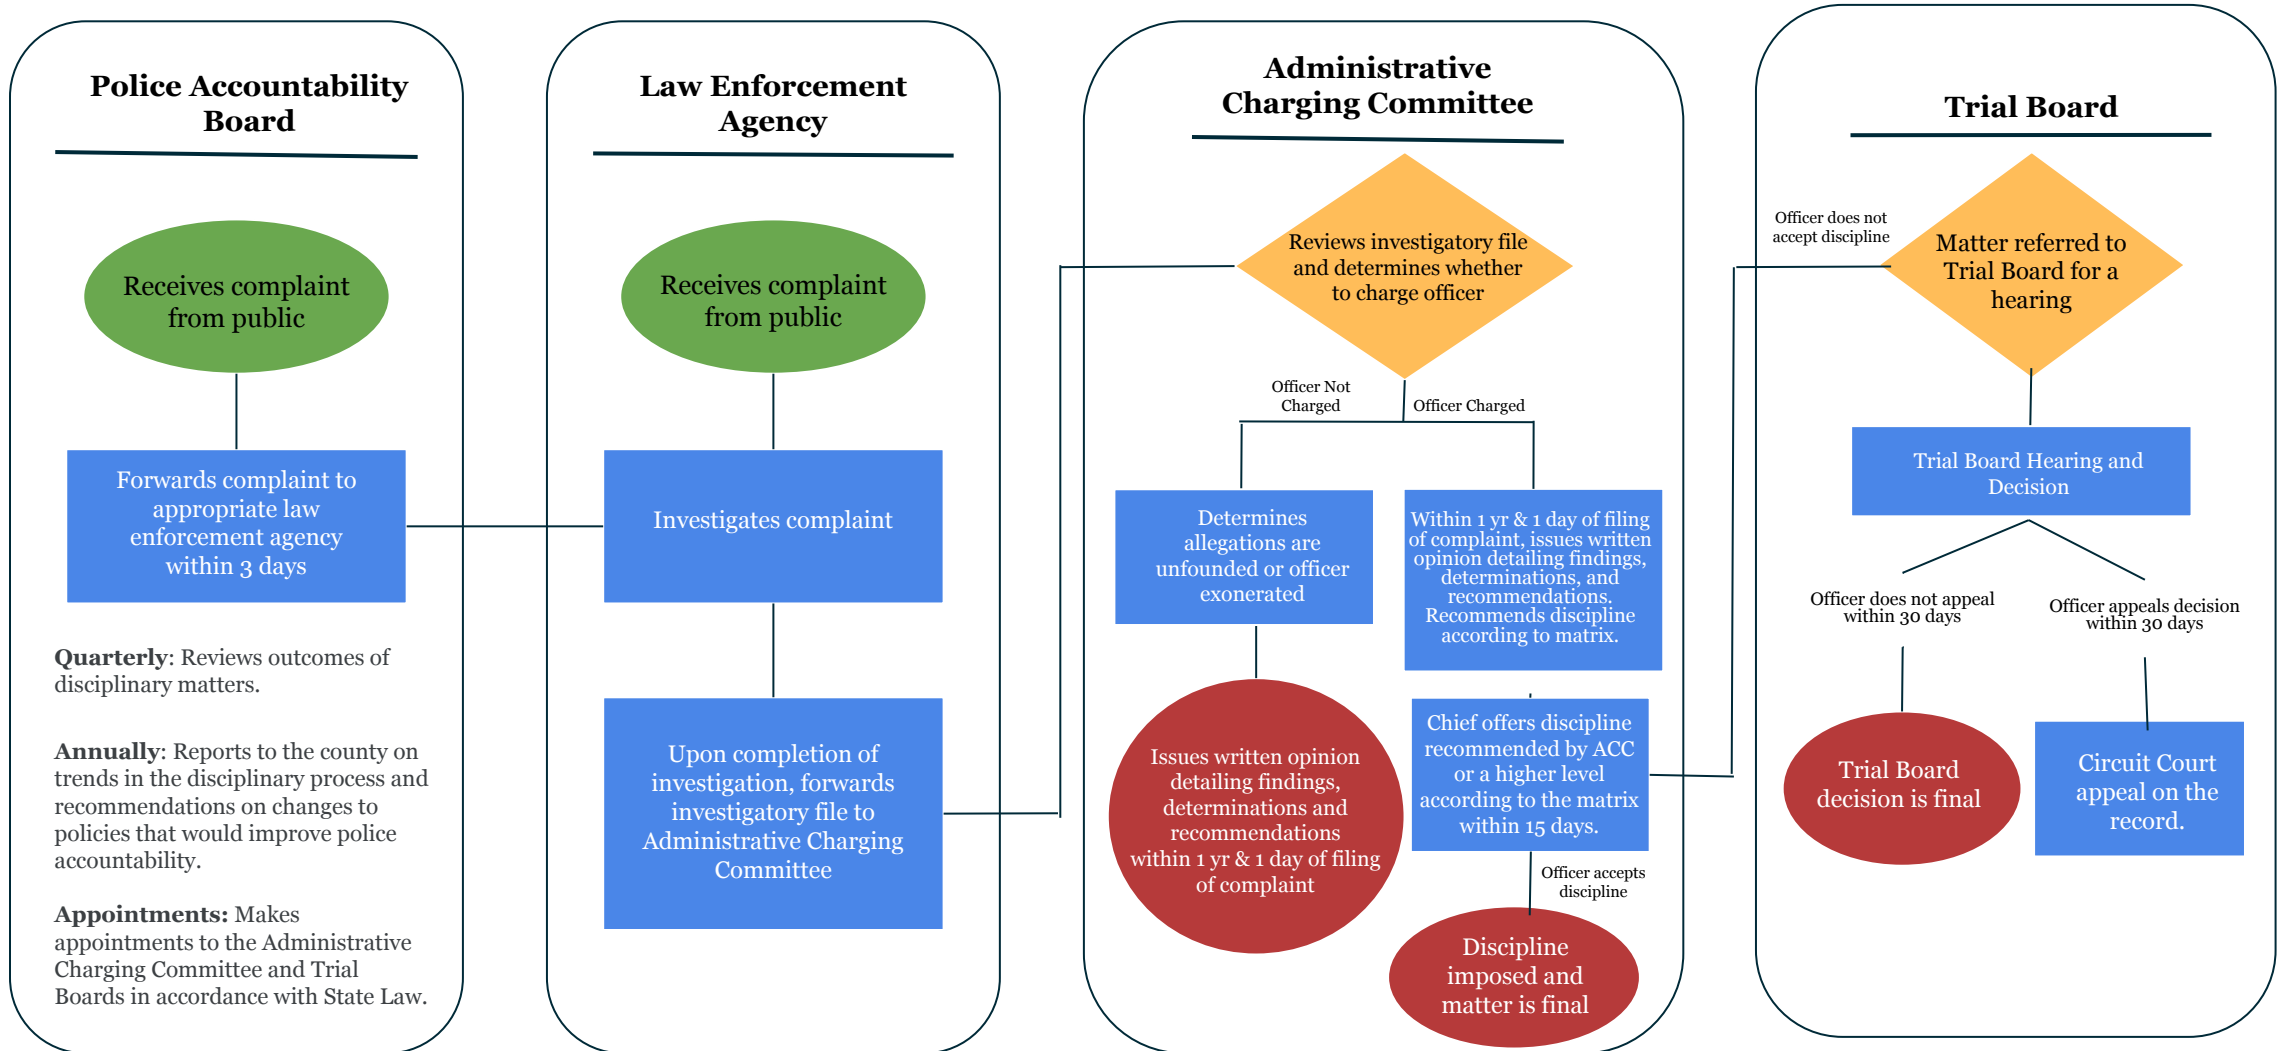 Police Accountability
Board
Receives complaint
from public
Forwards complaint to
appropriate law
enforcement agency
within 3 days
Quarterly: Reviews outcomes of
disciplinary matters.
Annually: Reports to the county on
trends in the disciplinary process and
recommendations on changes to
policies that would improve police
accountability.
Appointments: Makes
appointments to the Administrative
Charging Committee and Trial
Boards in accordance with State Law.
Law Enforcement
Agency
Receives complaint
from public
Investigates complaint
Upon completion of
investigation, forwards
investigatory file to
Administrative Charging
Committee
Administrative
Charging Committee
Reviews investigatory file
and determines whether
to charge officer
Officer Not
Charged
Officer Charged
Determines
allegations are
unfounded or officer
exonerated
Issues written opinion
detailing findings,
determinations and
recommendations
within 1 yr & 1 day of filing
of complaint
Within 1 yr & 1 day of filing
of complaint, issues written
opinion detailing findings,
determinations, and
recommendations.
Recommends discipline
according to matrix.
Chief offers discipline
recommended by ACC
or a higher level
according to the matrix
within 15 days.
Officer accepts
discipline
Discipline
imposed and
matter is final
Trial Board
Officer does not
accept discipline
Matter referred to
Trial Board for a
hearing
Trial Board Hearing and
Decision
Officer does not appeal
within 30 days
Officer appeals decision
within 30 days
Trial Board
decision is final
Circuit Court
appeal on the
record.